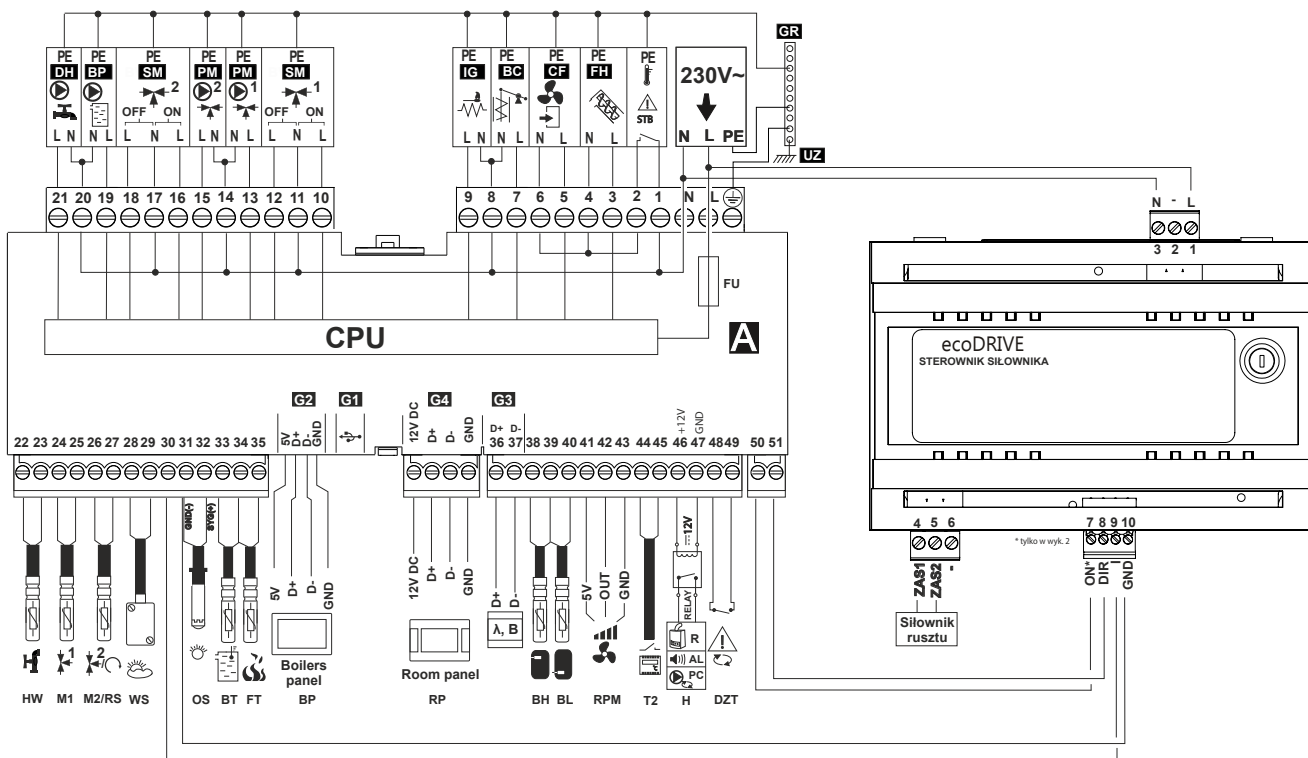 PE PE PE PE PE PE
DH BP SM PM PM SM
2 2 1 1
OFF ON OFF ON
L N N L L N L L N N L L N L
PE PE PE PE PE
IG BC CF FH
STB
L N N L N L N L
230V~
N L PE
GR
UZ
21 20 19 18 17 16 15 14 13 12 11 10
9 8 7 6 5 4 3 2 1 N L
N - L
3 2 1
FU
CPU
A
ecoDRIVE
STEROWNIK SIŁOWNIKA
G2 G1 G4 G3
5V D+ D- GND
12V DC D+ D- GND
D+ D-
+12V GND
22 23 24 25 26 27 28 29 30 31 32 33 34 35
36 37 38 39 40 41 42 43 44 45 46 47 48 49 50 51
GND(-) SYG(+)
5V D+ D- GND
12V DC D+ D- GND
D+ D-
5V OUT GND
12V
RELAY
λ, B
R
AL
PC
1 2
Boilers
panel
Room panel
HW M1 M2/RS WS OS BT FT BP RP BH BL RPM T2 H DZT
4 5 6
* tylko w wyk. 2
7 8 9 10
ZAS1 ZAS2 -
ON* DIR | GND
Siłownik
rusztu